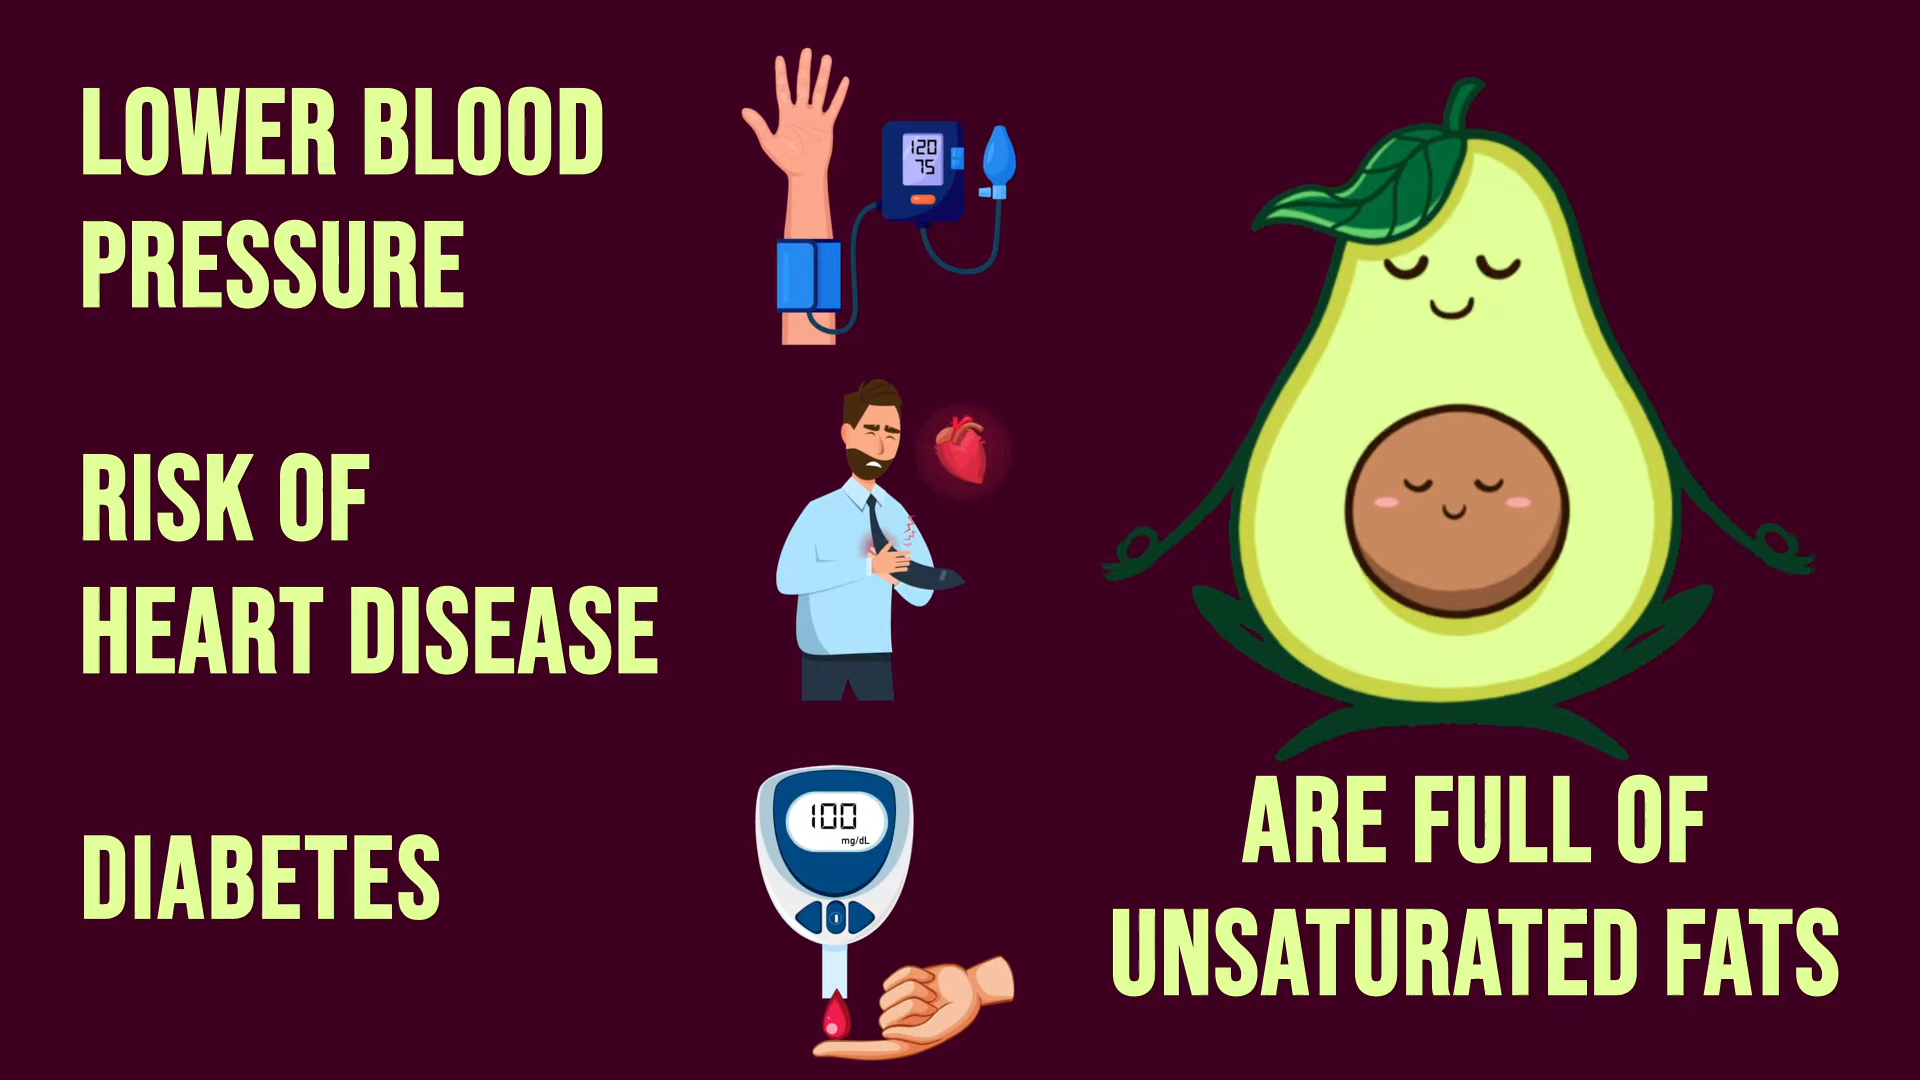 LOWER BLOOD
PRESSURE
120
75
RISK OF
HEART DISEASE
DIABETES
100
mg/dL
ARE FULL OF
UNSATURATED FATS